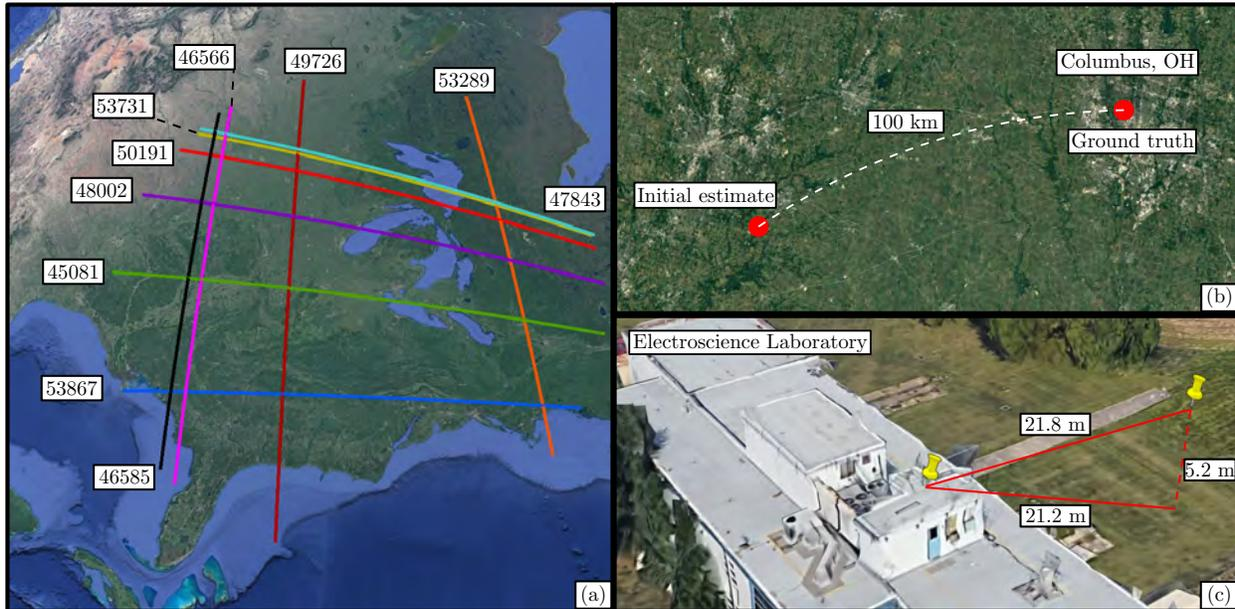 46566
49726
53289
53731
50191
48002
47843
45081
53867
46585
(a)
Columbus, OH
100 km
Ground truth
Initial estimate
(b)
Electroscience Laboratory
21.8 m
5.2 m
21.2 m
(c)